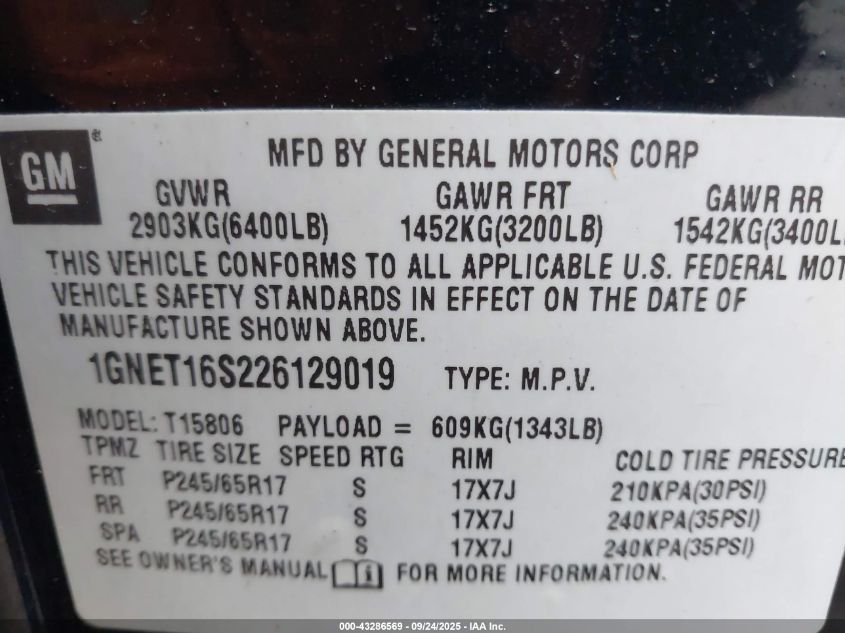 GM ®
MFD BY GENERAL MOTORS CORP
GVWR GAWR FRT GAWR RR
2903KG(6400LB) 1452KG(3200LB) 1542KG(3400L
THIS VEHICLE CONFORMS TO ALL APPLICABLE U.S. FEDERAL MOT
VEHICLE SAFETY STANDARDS IN EFFECT ON THE DATE OF
MANUFACTURE SHOWN ABOVE.
1GNET16S226129019 TYPE: M.P.V.
MODEL: T15806 PAYLOAD = 609KG(1343LB)
TPMZ TIRE SIZE SPEED RTG RIM COLD TIRE PRESSURE
FRT P245/65R17 S 17X7J 210KPA(30PSI)
RR P245/65R17 S 17X7J 240KPA(35PSI)
SPA P245/65R17 S 17X7J 240KPA(35PSI)
SEE OWNER'S MANUAL i FOR MORE INFORMATION.
000-43286569 - 09/24/2025 - IAA Inc.